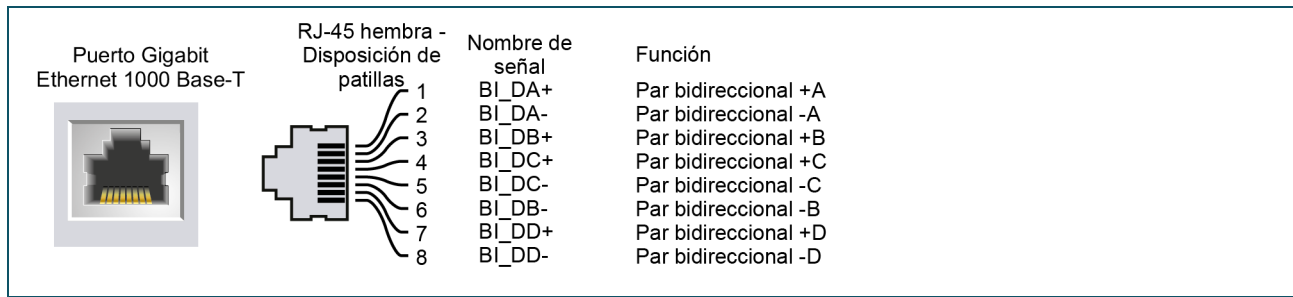 Puerto Gigabit
Ethernet 1000 Base-T
RJ-45 hembra -
Disposición de
patillas
Nombre de
señal
Función
1 BI_DA+ Par bidireccional +A
2 BI_DA- Par bidireccional -A
3 BI_DB+ Par bidireccional +B
4 BI_DC+ Par bidireccional +C
5 BI_DC- Par bidireccional -C
6 BI_DB- Par bidireccional -B
7 BI_DD+ Par bidireccional +D
8 BI_DD- Par bidireccional -D